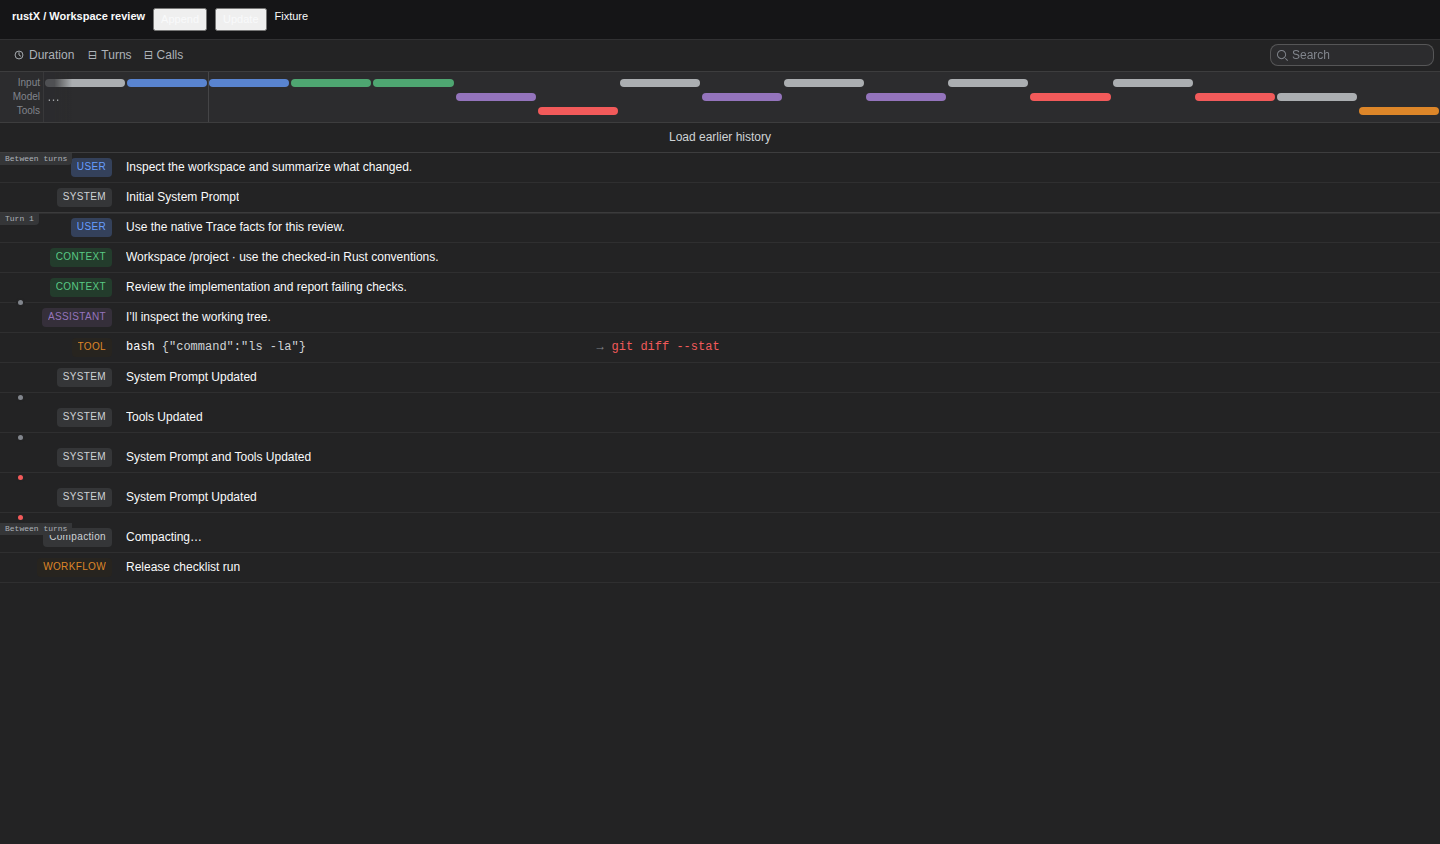 rustX / Workspace review Append Update Fixture
Duration Turns Calls Search
Input
Model ...
Tools
Load earlier history
Between turns
USER Inspect the workspace and summarize what changed.
SYSTEM Initial System Prompt
Turn 1
USER Use the native Trace facts for this review.
CONTEXT Workspace /project · use the checked-in Rust conventions.
CONTEXT Review the implementation and report failing checks.
ASSISTANT I'll inspect the working tree.
TOOL bash {"command":"ls -la"} → git diff --stat
SYSTEM System Prompt Updated
SYSTEM Tools Updated
SYSTEM System Prompt and Tools Updated
SYSTEM System Prompt Updated
Between turns
Compaction Compacting…
WORKFLOW Release checklist run